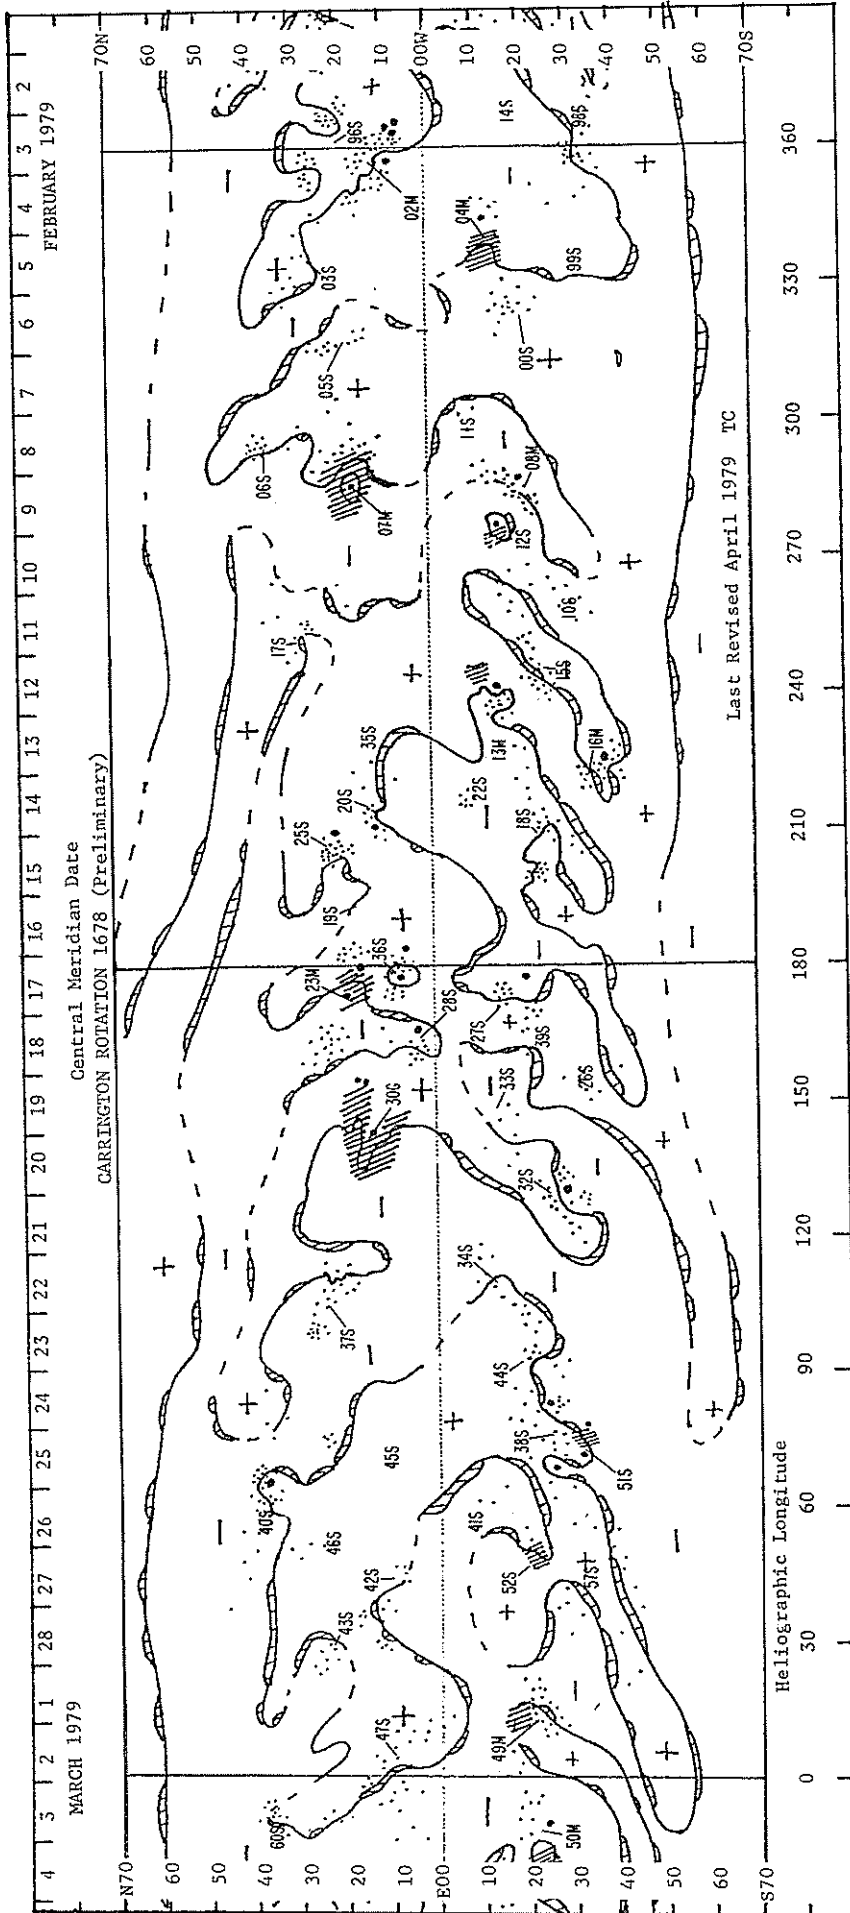 Central Meridian Date
MARCH 1979
CARRINGTON ROTATION 1678 (Preliminary)
FEBRUARY 1979
4 3 2 1 28 27 26 25 24 23 22 21 20 19 18 17 16 15 14 13 12 11 10 9 8 7 6 5 4 3 2
N70
60
50
40
30
20
10
E00
10
20
30
40
50
60
S70
70N
60
50
40
30
20
10
00W
10
20
30
40
50
60
70S
60S
47S
43S
42S
46S
40S
45S
37S
30G
28S
23M
36S
19S
25S
20S
35S
17S
07M
06S
05S
03S
02M
96S
50M
49M
52S
57S
41S
51S
38S
44S
34S
32S
33S
26S
39S
27S
18S
22S
13M
16M
15S
10S
12S
08M
11S
00S
99S
04M
14S
98S
Last Revised April 1979 TC
Heliographic Longitude
0 30 60 90 120 150 180 210 240 270 300 330 360